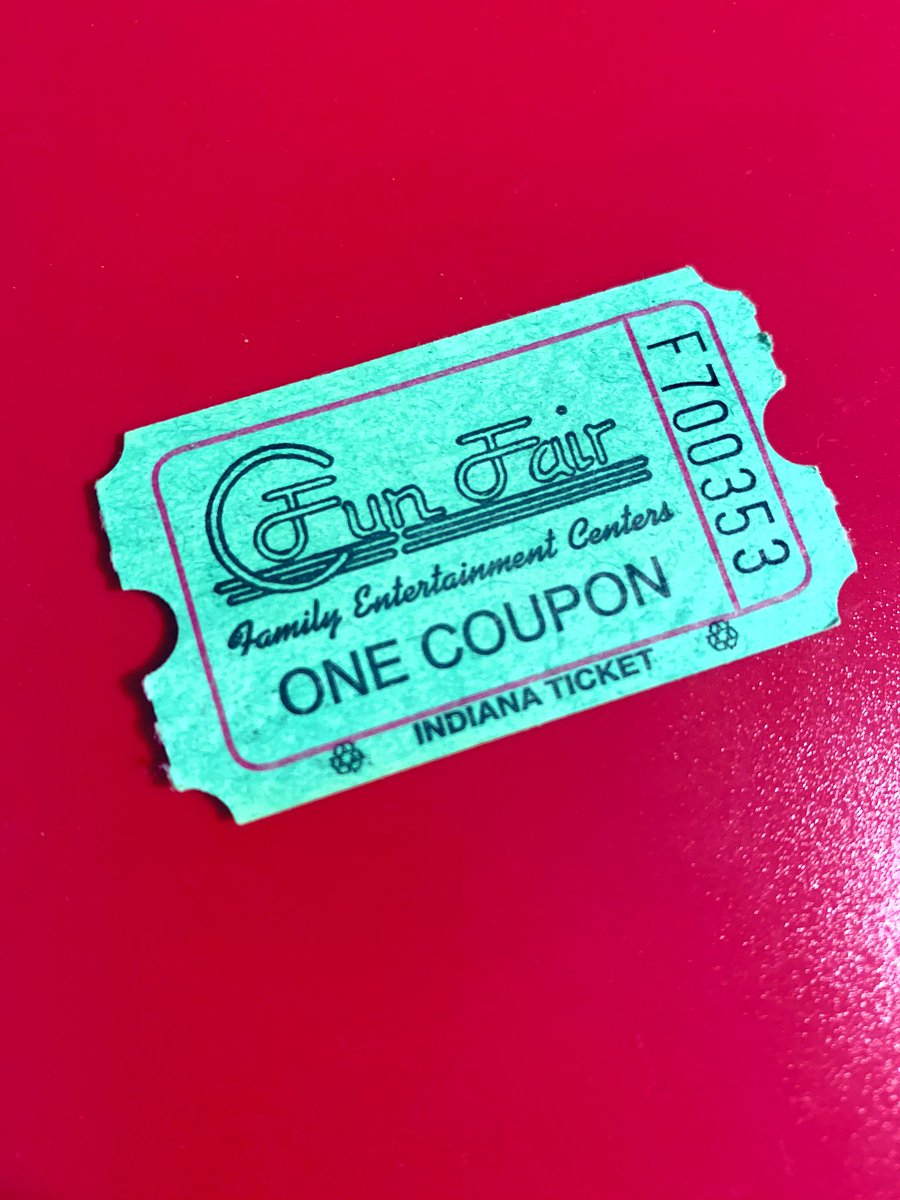 Fun Fair
Family Entertainment Centers
ONE COUPON
INDIANA TICKET
F700353